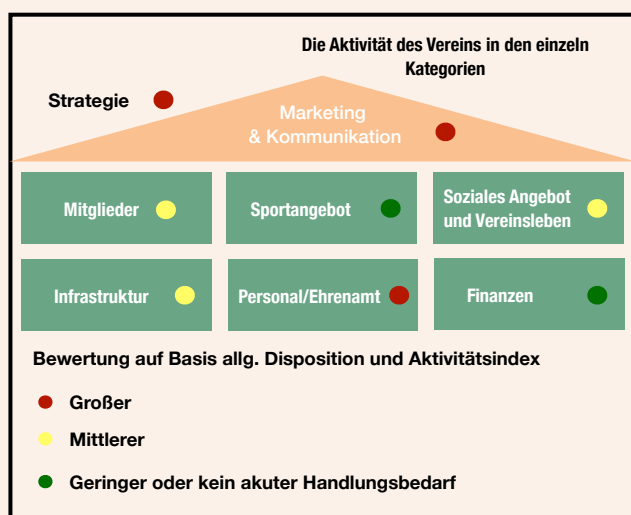 Die Aktivität des Vereins in den einzeln
Kategorien
Strategie
Marketing
& Kommunikation
Mitglieder
Sportangebot
Soziales Angebot
und Vereinsleben
Infrastruktur
Personal/Ehrenamt
Finanzen
Bewertung auf Basis allg. Disposition und Aktivitätsindex
Großer
Mittlerer
Geringer oder kein akuter Handlungsbedarf